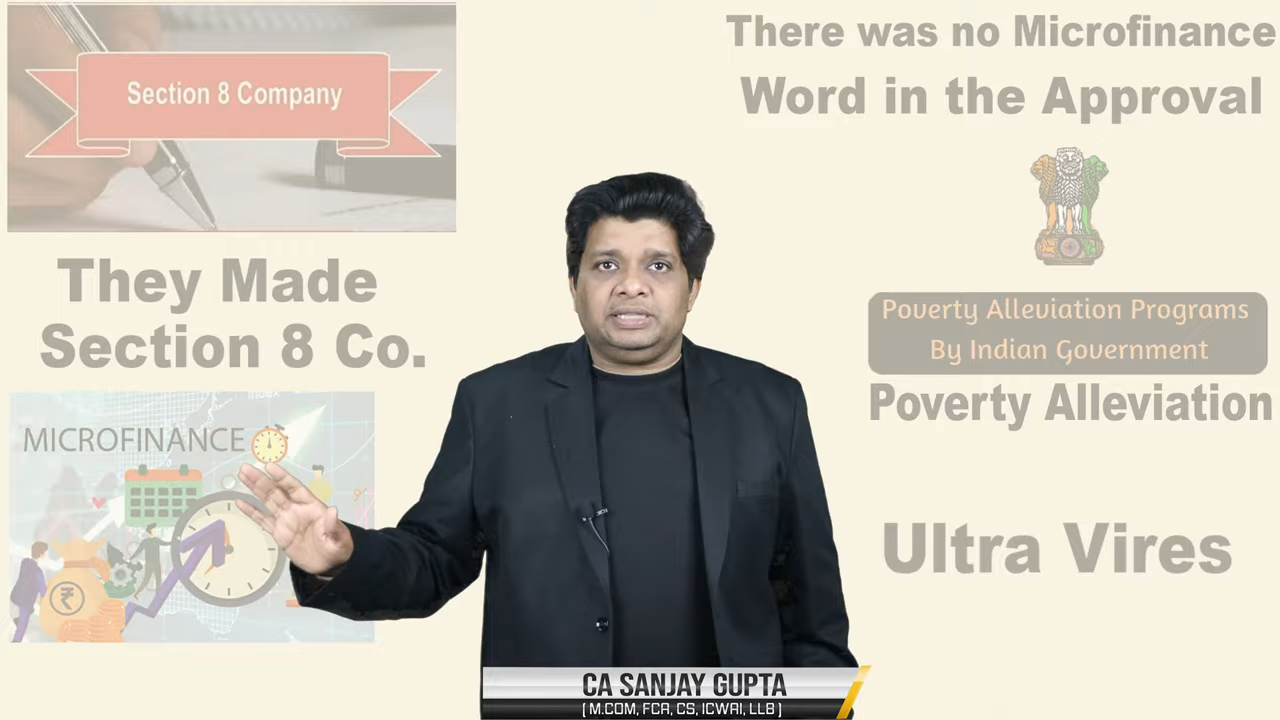 Section 8 Company
They Made
Section 8 Co.
MICROFINANCE
There was no Microfinance
Word in the Approval
Poverty Alleviation Programs
By Indian Government
Poverty Alleviation
Ultra Vires
CA SANJAY GUPTA
[ M.COM, FCA, CS, ICWAI, LLB ]